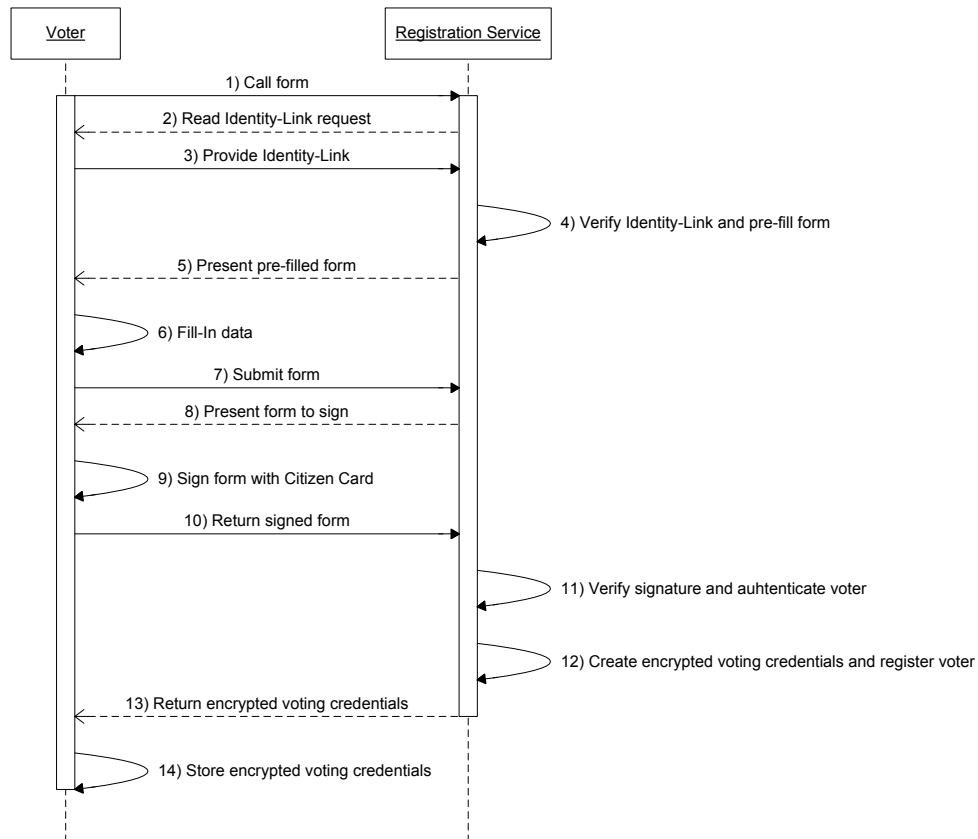 Voter
Registration Service
1) Call form
2) Read Identity-Link request
3) Provide Identity-Link
4) Verify Identity-Link and pre-fill form
5) Present pre-filled form
6) Fill-In data
7) Submit form
8) Present form to sign
9) Sign form with Citizen Card
10) Return signed form
11) Verify signature and auhtenticate voter
12) Create encrypted voting credentials and register voter
13) Return encrypted voting credentials
14) Store encrypted voting credentials